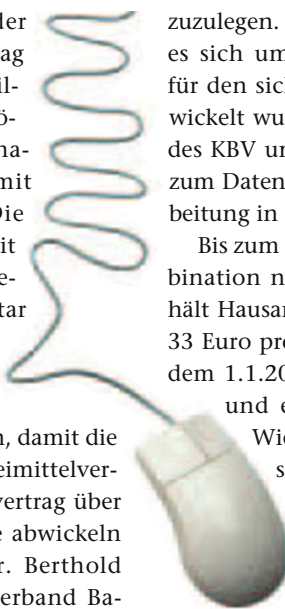 der
ag
il-
ö-
na-
mit
Die
it
e-
tar
n, damit die
eimittelver-
vertrag über
e abwickeln
r. Berthold
erband Ba-
zuzulegen.
es sich um
für den sich
wickelt wu
des KBV un
zum Daten
beitung in
Bis zum
bination n
hält Hausar
33 Euro pro
dem 1.1.20
und e
Wie
s